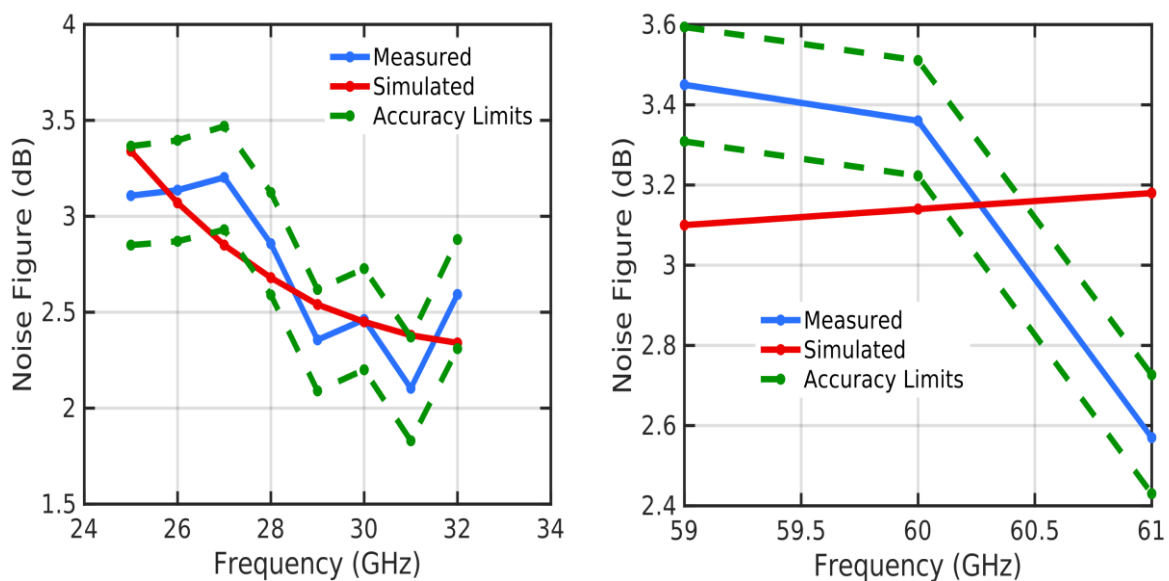 4
3.5
3
2.5
2
1.5
Noise Figure (dB)
Measured
Simulated
Accuracy Limits
24 26 28 30 32 34
Frequency (GHz)
3.6
3.4
3.2
3
2.8
2.6
2.4
Noise Figure (dB)
Measured
Simulated
Accuracy Limits
59 59.5 60 60.5 61
Frequency (GHz)